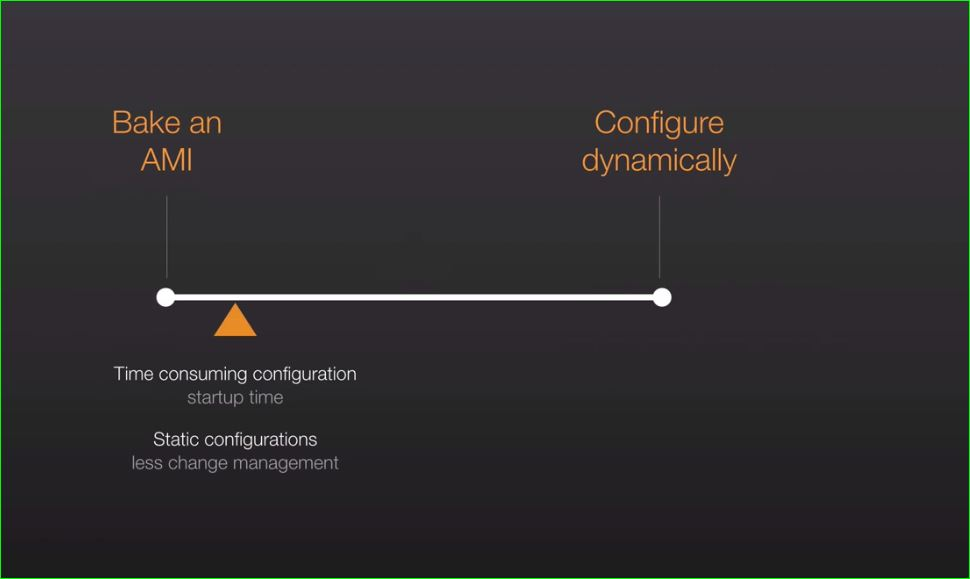 Bake an
AMI
Configure
dynamically
Time consuming configuration
startup time
Static configurations
less change management